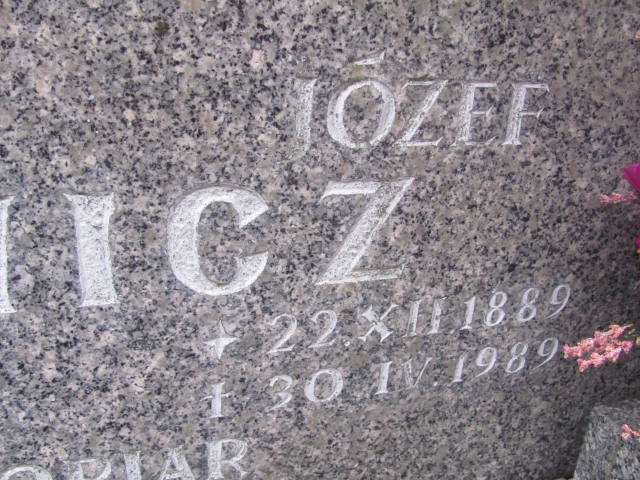 JÓZEF
ICZ
* 22.XII.1889
† 30.IV.1989